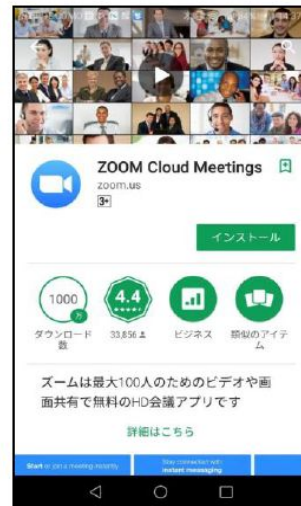 ZOOM Cloud Meetings
zoom.us
3+
インストール
1000
万
4.4
ダウンロード
数
33,856
ビジネス
類似のアイテ
ム
ズームは最大100人のためのビデオや画
面共有で無料のHD会議アプリです
詳細はこちら
Start or join a meeting instantly
Stay connected with
instant messaging